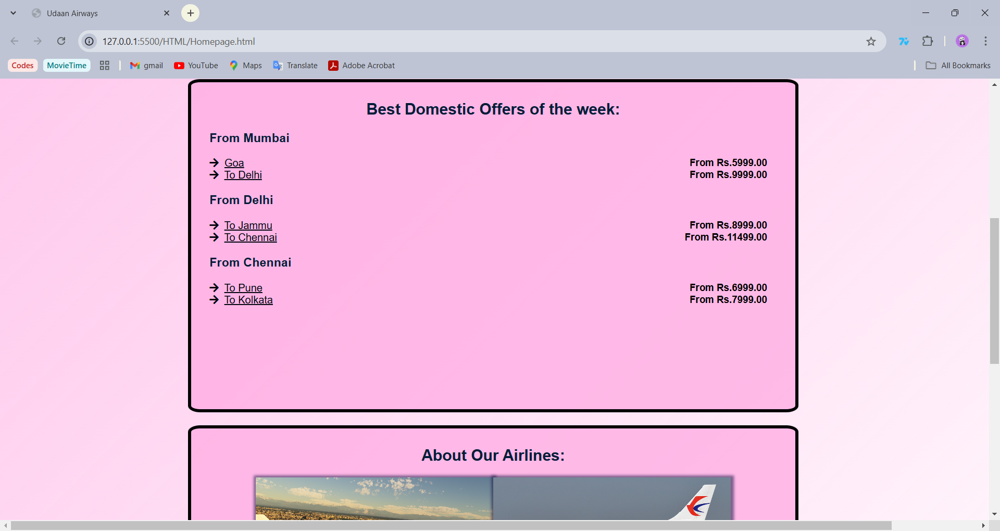 Udaan Airways
127.0.0.1:5500/HTML/Homepage.html
Codes MovieTime gmail YouTube Maps Translate Adobe Acrobat All Bookmarks
Best Domestic Offers of the week:
From Mumbai
Goa From Rs.5999.00
To Delhi From Rs.9999.00
From Delhi
To Jammu From Rs.8999.00
To Chennai From Rs.11499.00
From Chennai
To Pune From Rs.6999.00
To Kolkata From Rs.7999.00
About Our Airlines: